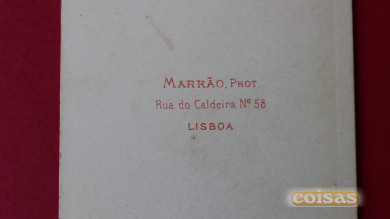 MARRÃO, PHOT.
Rua do Caldeira Nº 58
LISBOA
coisas